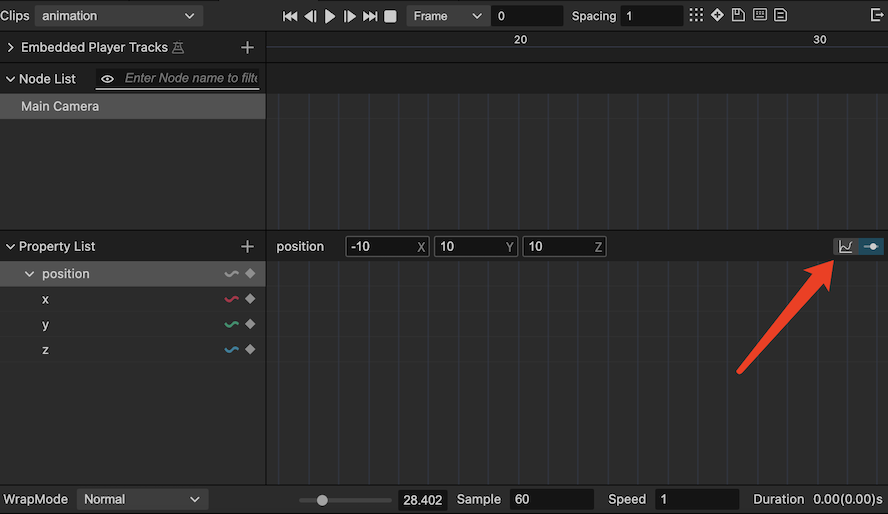 Clips animation Frame 0 Spacing 1
Embedded Player Tracks 20 30
Node List Enter Node name to filte
Main Camera
Property List position -10 X 10 Y 10 Z
position
x
y
z
WrapMode Normal 28.402 Sample 60 Speed 1 Duration 0.00(0.00)s